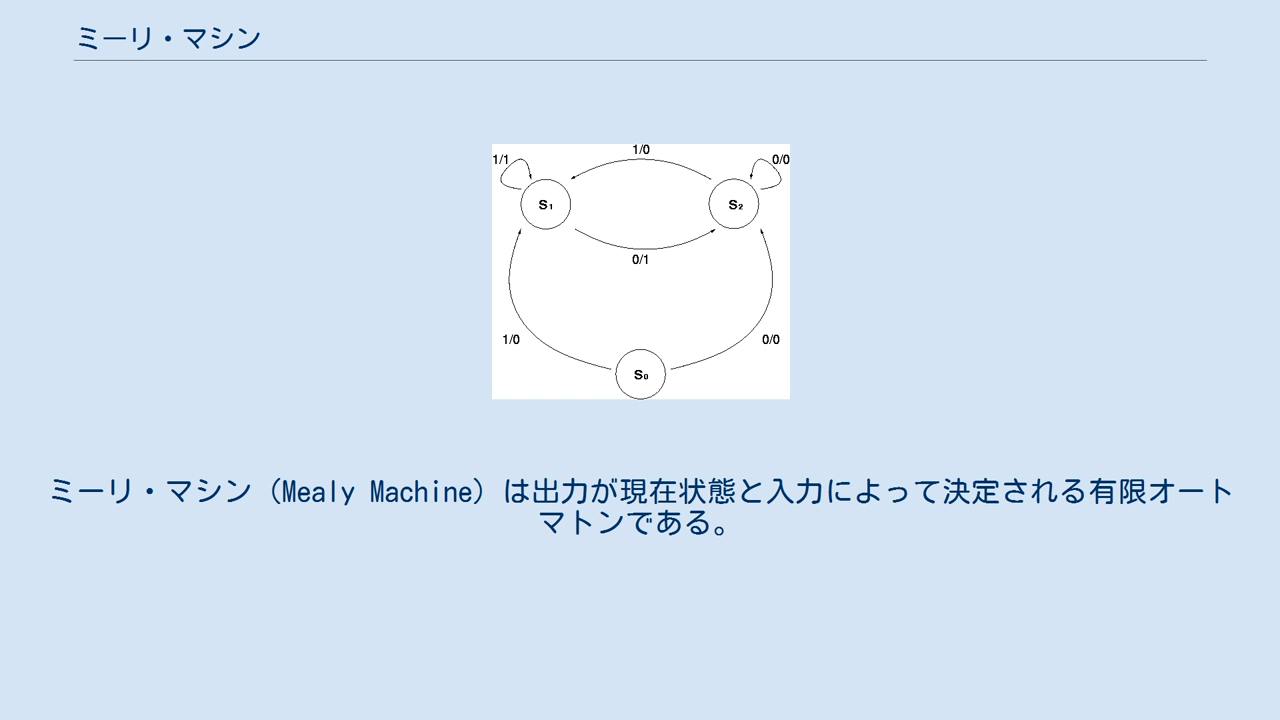 ミーリ・マシン
1/1
1/0
0/0
S₁
S₂
0/1
1/0
0/0
S₀
ミーリ・マシン (Mealy Machine) は出力が現在状態と入力によって決定される有限オート
マトンである。